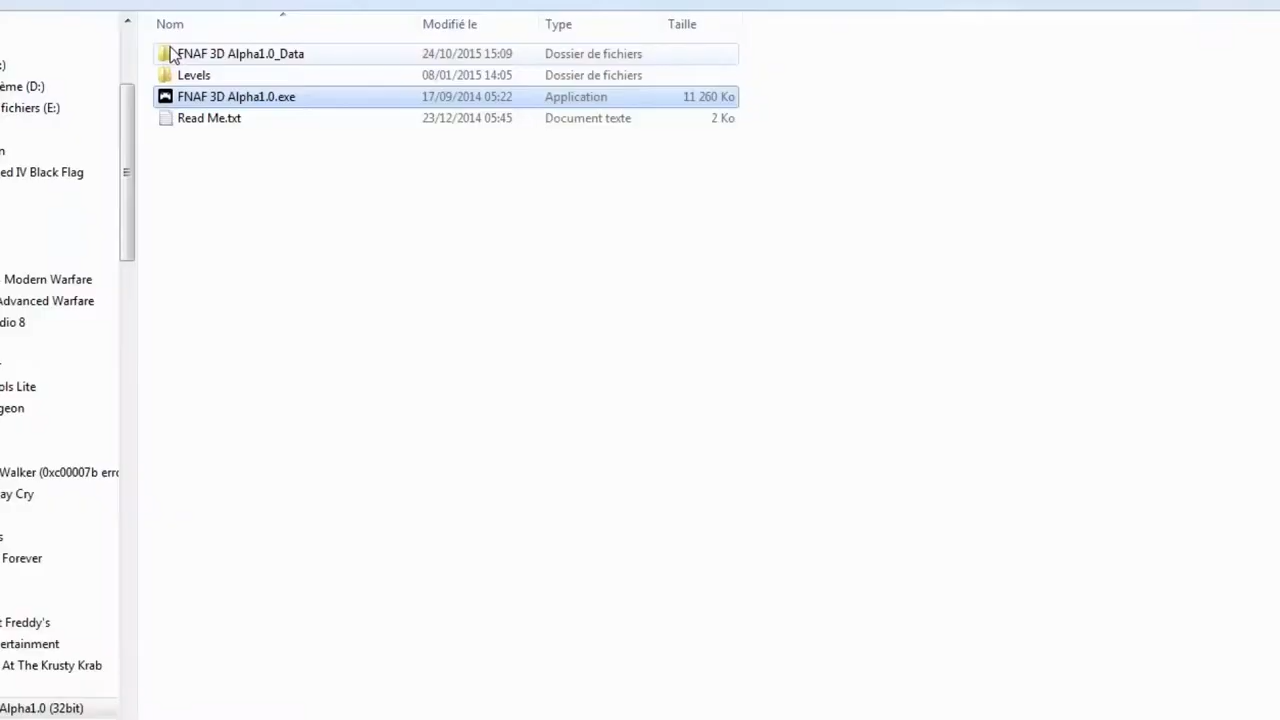 Nom Modifié le Type Taille
FNAF 3D Alpha1.0_Data 24/10/2015 15:09 Dossier de fichiers
Levels 08/01/2015 14:05 Dossier de fichiers
FNAF 3D Alpha1.0.exe 17/09/2014 05:22 Application 11 260 Ko
Read Me.txt 23/12/2014 05:45 Document texte 2 Ko
:)
ème (D:)
fichiers (E:)
n
ed IV Black Flag
Modern Warfare
Advanced Warfare
dio 8
ols Lite
geon
Walker (0xc00007b erro
ay Cry
s
Forever
t Freddy's
ertainment
At The Krusty Krab
Alpha1.0 (32bit)